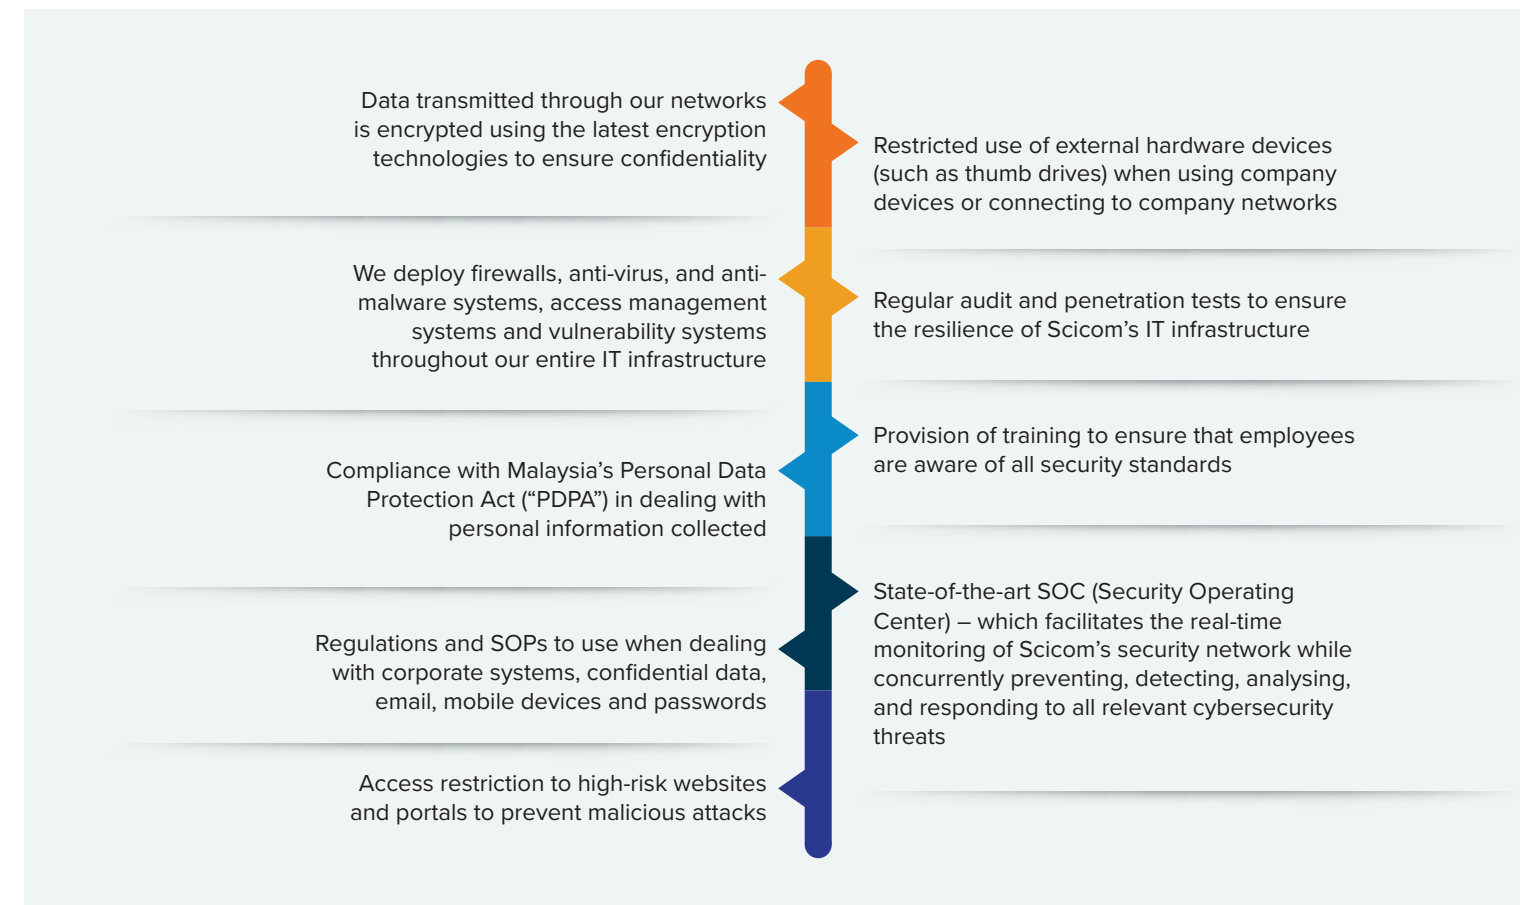 Data transmitted through our networks
is encrypted using the latest encryption
technologies to ensure confidentiality
Restricted use of external hardware devices
(such as thumb drives) when using company
devices or connecting to company networks
We deploy firewalls, anti-virus, and anti-
malware systems, access management
systems and vulnerability systems
throughout our entire IT infrastructure
Regular audit and penetration tests to ensure
the resilience of Scicom’s IT infrastructure
Provision of training to ensure that employees
are aware of all security standards
Compliance with Malaysia’s Personal Data
Protection Act (“PDPA”) in dealing with
personal information collected
State-of-the-art SOC (Security Operating
Center) – which facilitates the real-time
monitoring of Scicom’s security network while
concurrently preventing, detecting, analysing,
and responding to all relevant cybersecurity
threats
Regulations and SOPs to use when dealing
with corporate systems, confidential data,
email, mobile devices and passwords
Access restriction to high-risk websites
and portals to prevent malicious attacks